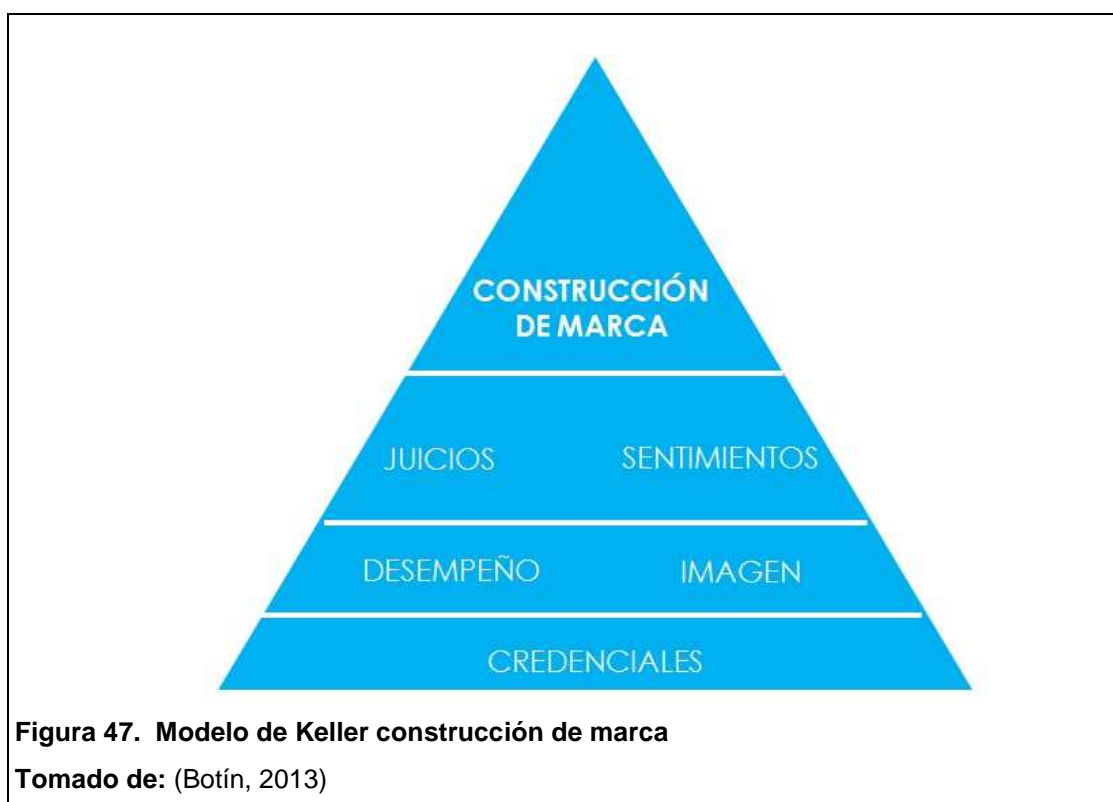 CONSTRUCCIÓN
DE MARCA
JUICIOS SENTIMIENTOS
DESEMPEÑO IMAGEN
CREDENCIALES
Figura 47. Modelo de Keller construcción de marca
Tomado de: (Botín, 2013)